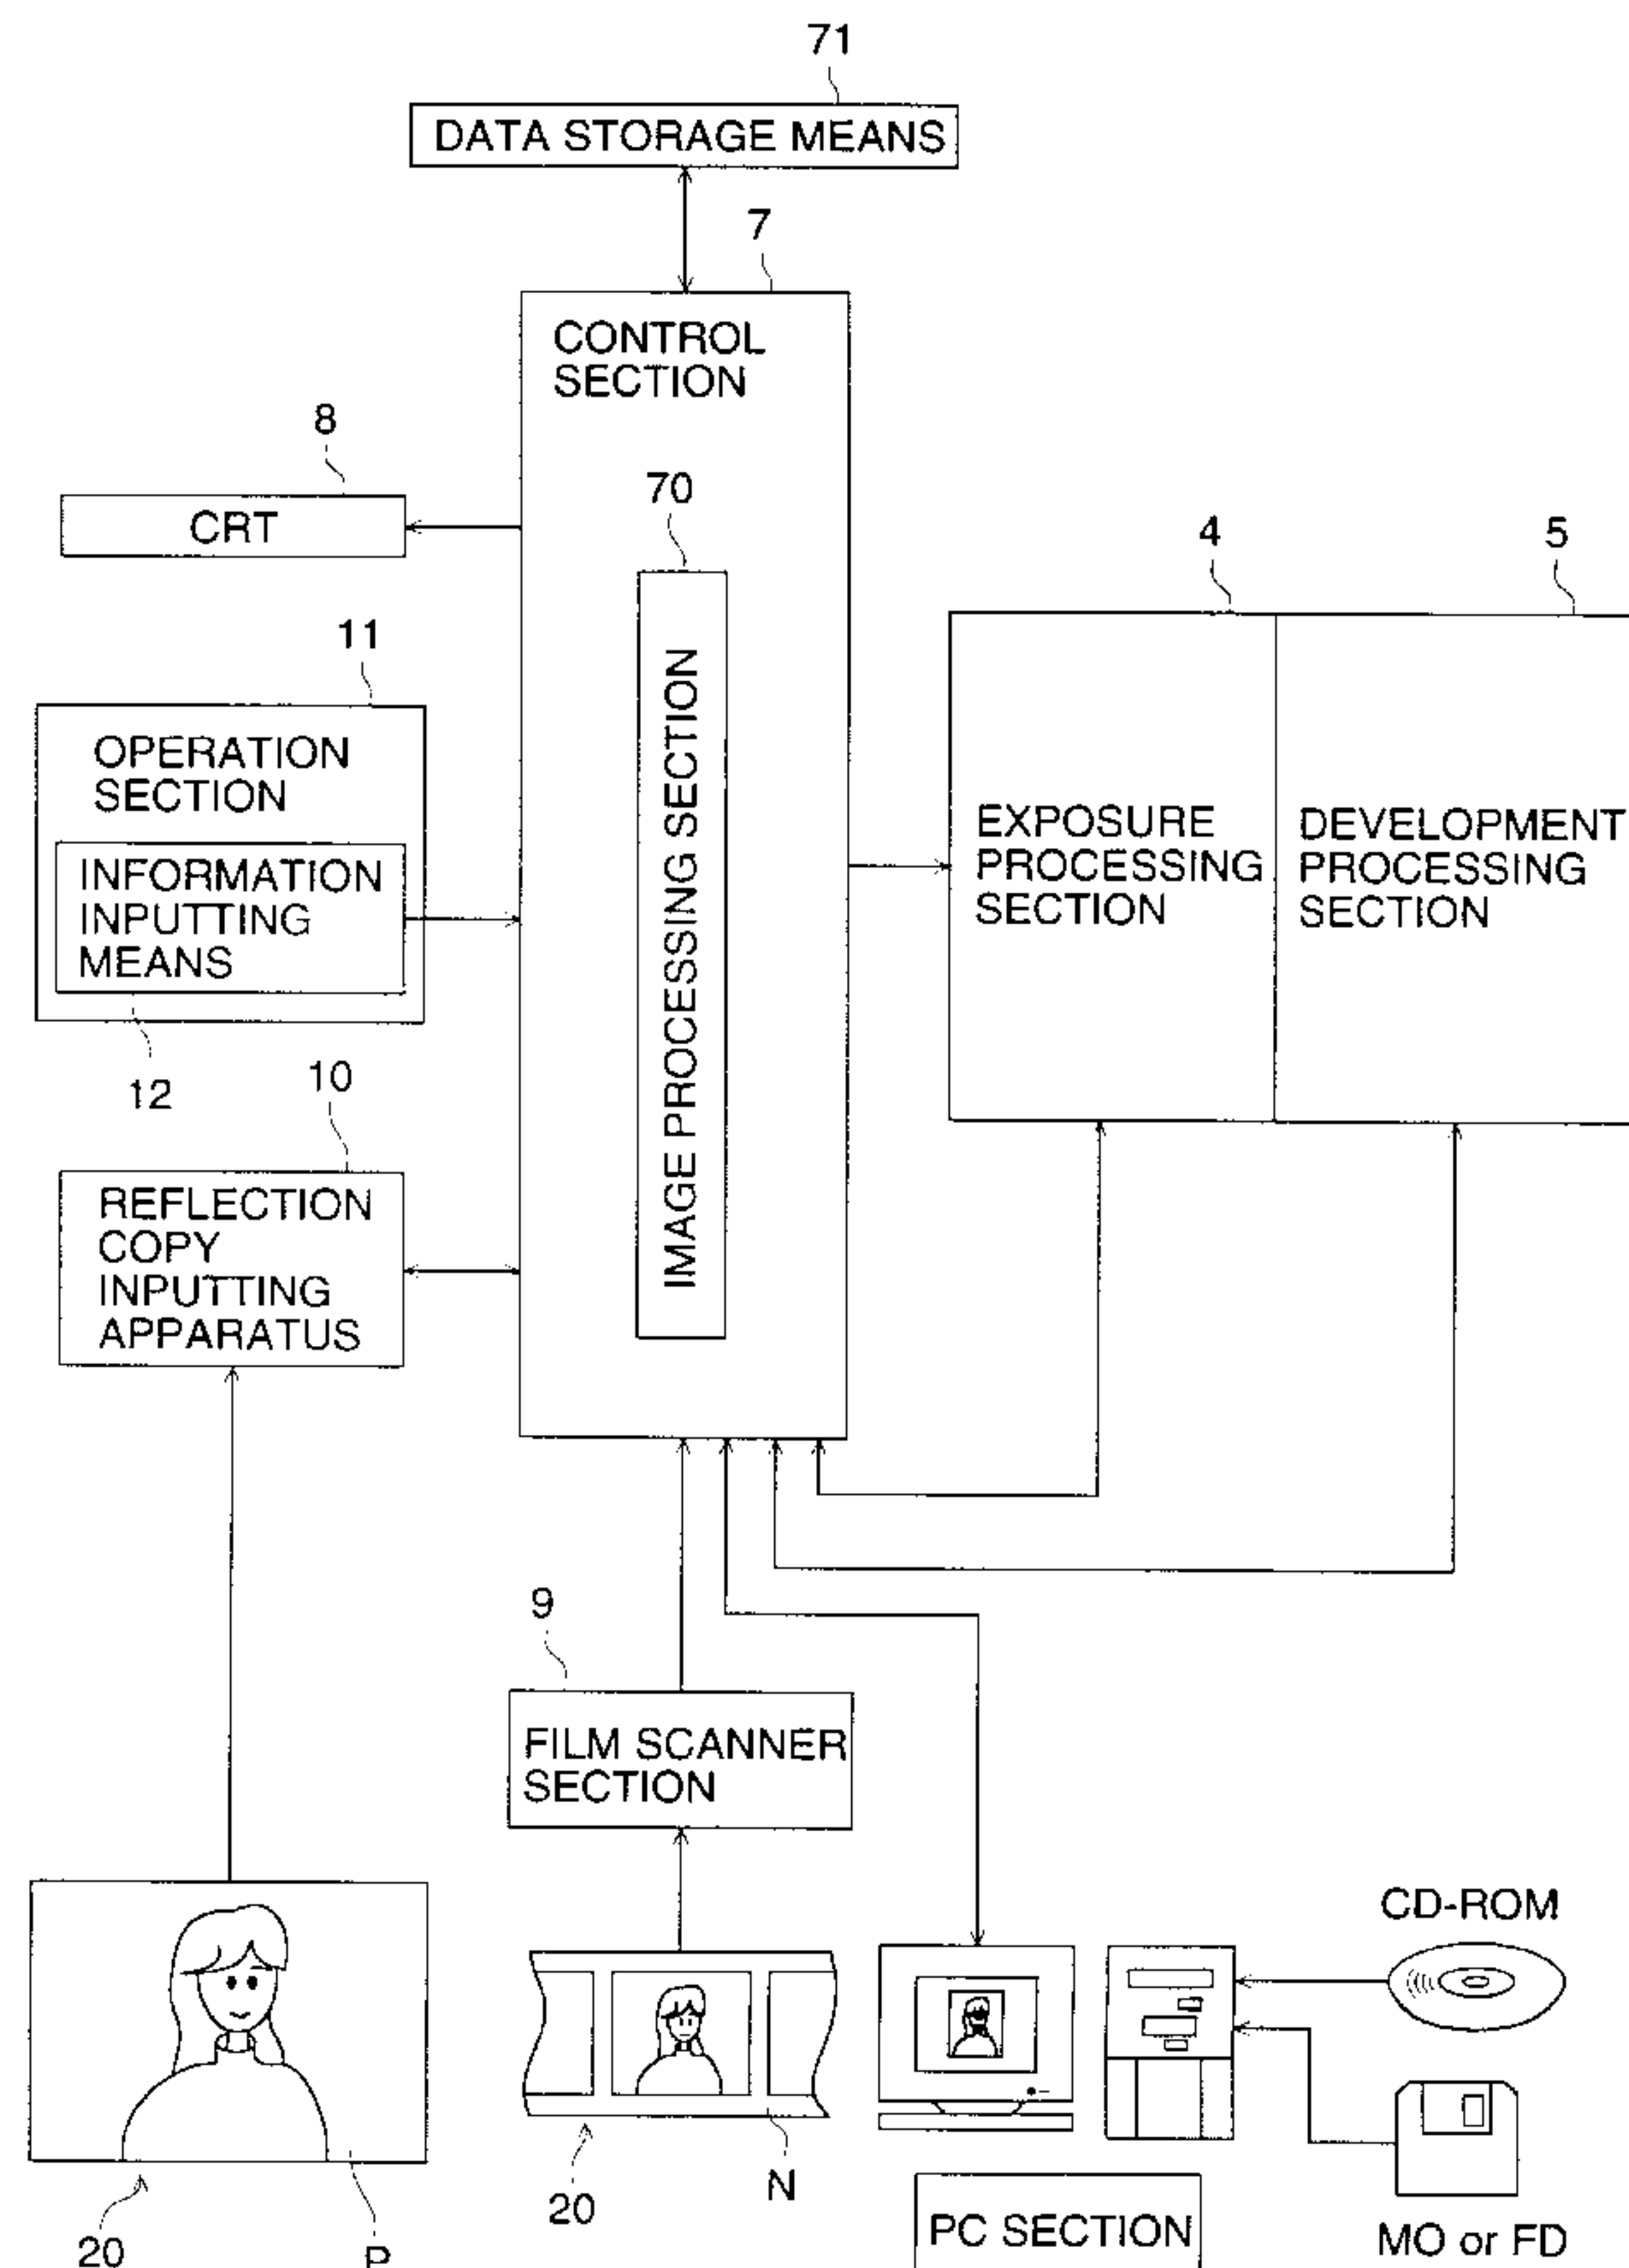 71
DATA STORAGE MEANS
7
CONTROL
SECTION
8
CRT
70
IMAGE PROCESSING SECTION
4
5
11
OPERATION
SECTION
INFORMATION
INPUTTING
MEANS
12
EXPOSURE
PROCESSING
SECTION
DEVELOPMENT
PROCESSING
SECTION
10
REFLECTION
COPY
INPUTTING
APPARATUS
9
FILM SCANNER
SECTION
CD-ROM
20
P
20
N
PC SECTION
MO or FD